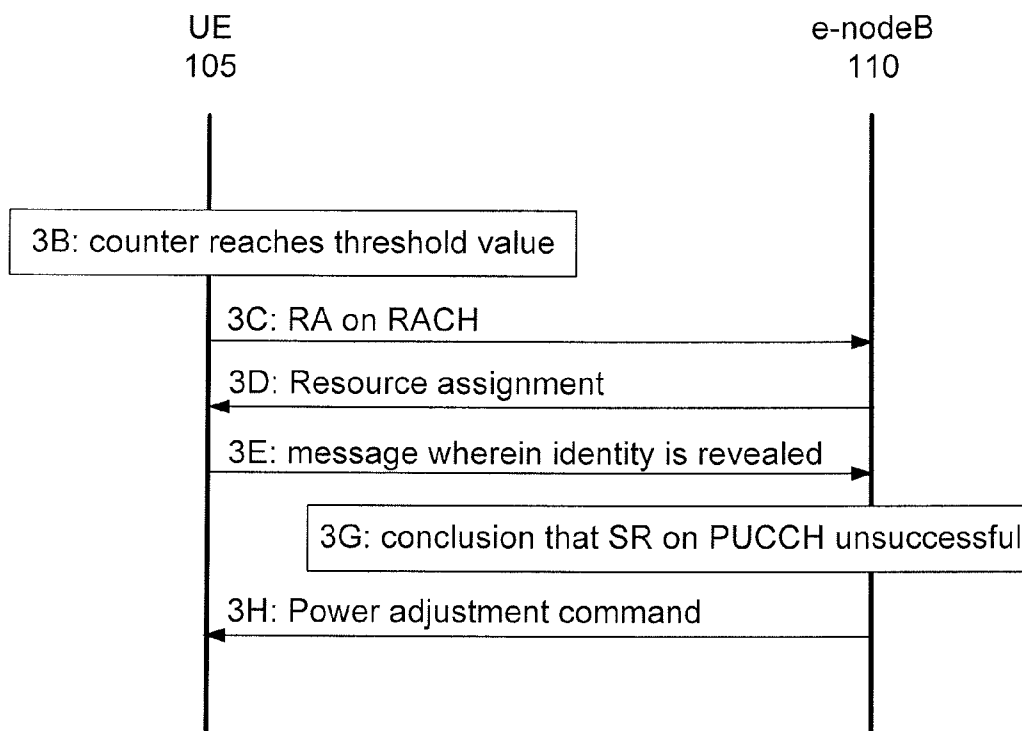 UE
105
e-nodeB
110
3B: counter reaches threshold value
3C: RA on RACH
3D: Resource assignment
3E: message wherein identity is revealed
3G: conclusion that SR on PUCCH unsuccessful
3H: Power adjustment command